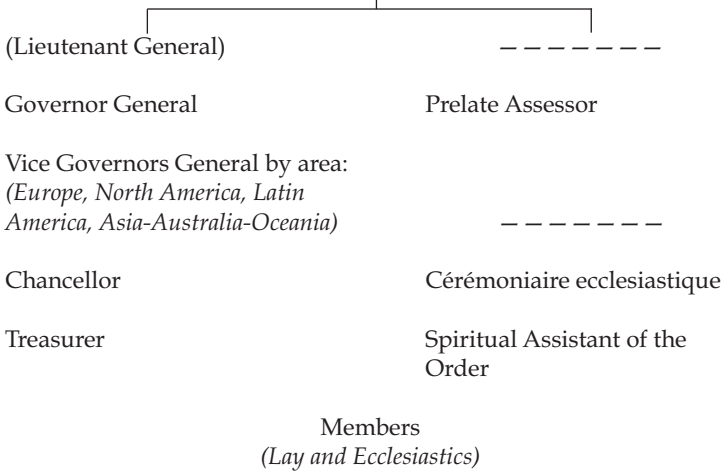 (Lieutenant General)
— — — — — — —
Governor General
Prelate Assessor
Vice Governors General by area:
(Europe, North America, Latin
America, Asia-Australia-Oceania)
— — — — — — —
Chancellor
Cérémoniaire ecclesiastique
Treasurer
Spiritual Assistant of the
Order
Members
(Lay and Ecclesiastics)